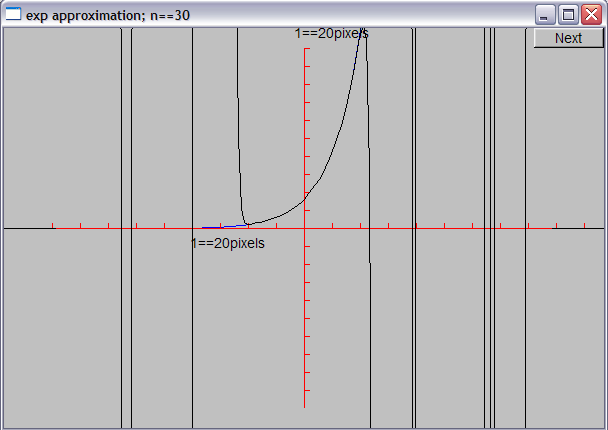 exp approximation; n==30
1==20pixels
Next
1==20pixels